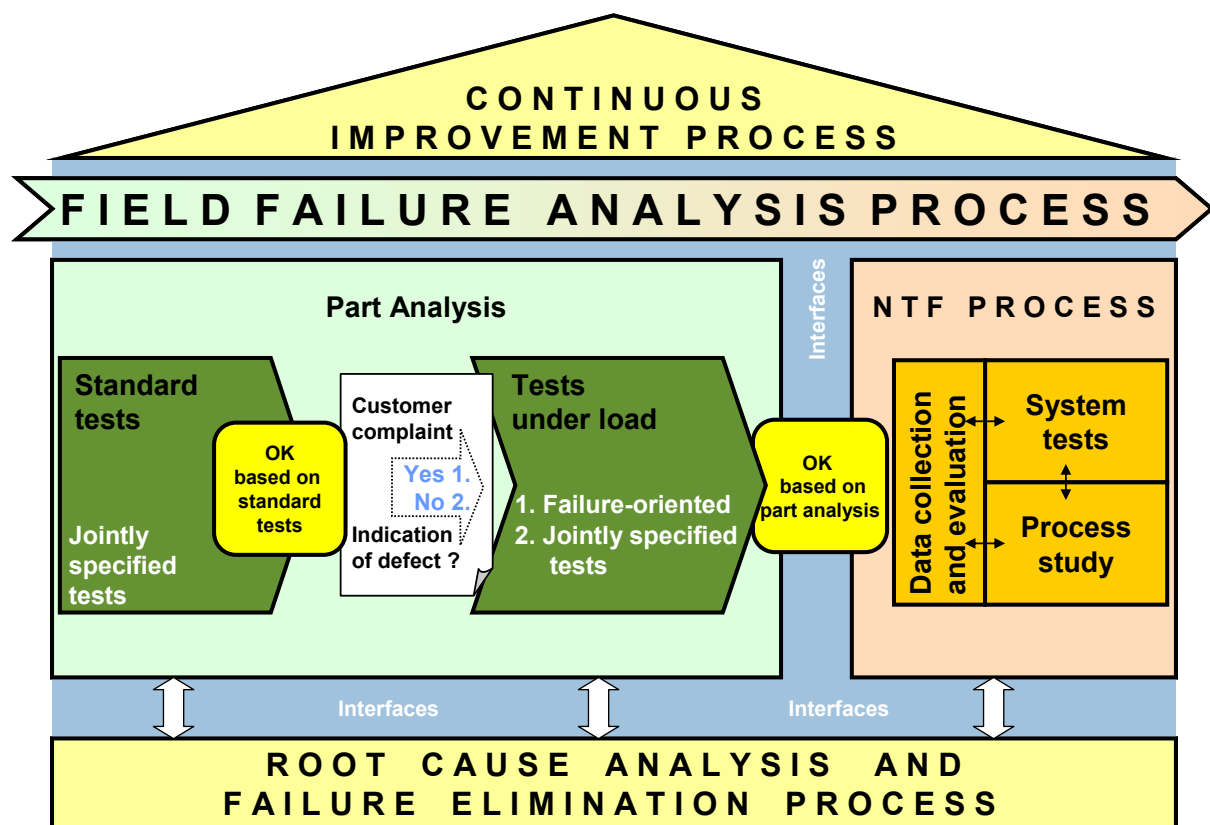 CONTINUOUS
IMPROVEMENT PROCESS
FIELD FAILURE ANALYSIS PROCESS
Part Analysis
Standard
tests
Jointly
specified
tests
OK
based on
standard
tests
Customer
complaint
Yes 1.
No 2.
Indication
of defect ?
Tests
under load
1. Failure-oriented
2. Jointly specified
tests
OK
based on
part analysis
Interfaces
NTF PROCESS
Data collection
and evaluation
System
tests
Process
study
Interfaces
Interfaces
ROOT CAUSE ANALYSIS AND
FAILURE ELIMINATION PROCESS